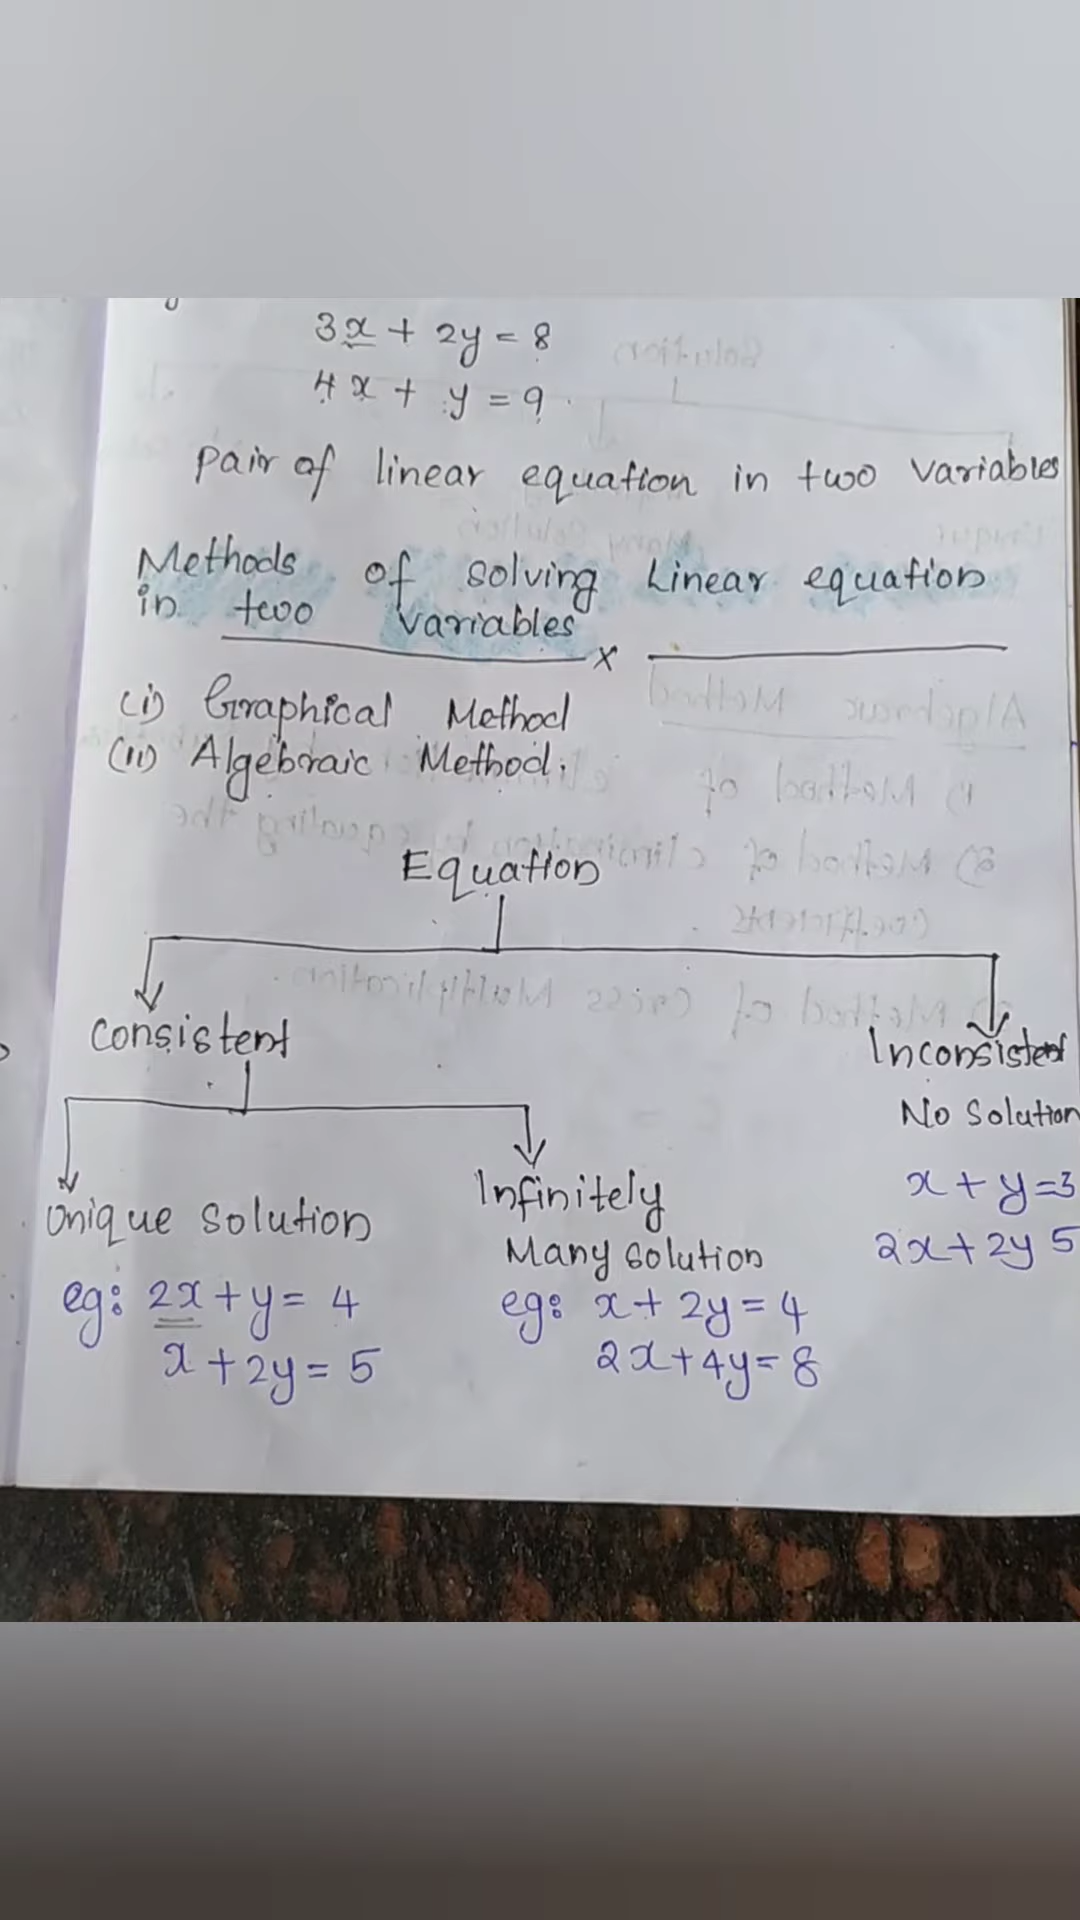 3x + 2y = 8
4x + y = 9.
pair of linear equation in two variables
Methods of solving Linear equation
in two variables
x
(i) Graphical Method
(ii) Algebraic Method.
Equation
Consistent
Inconsistent
No Solution
x + y = 3
2x + 2y 5
Unique solution
eg: 2x + y = 4
x + 2y = 5
Infinitely
Many solution
eg: x + 2y = 4
2x + 4y = 8